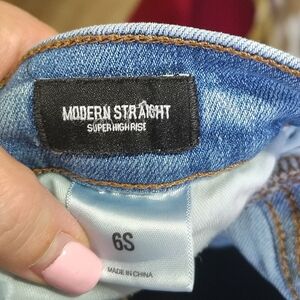 MODERN STRAIGHT
SUPER HIGH RISE
6S
MADE IN CHINA